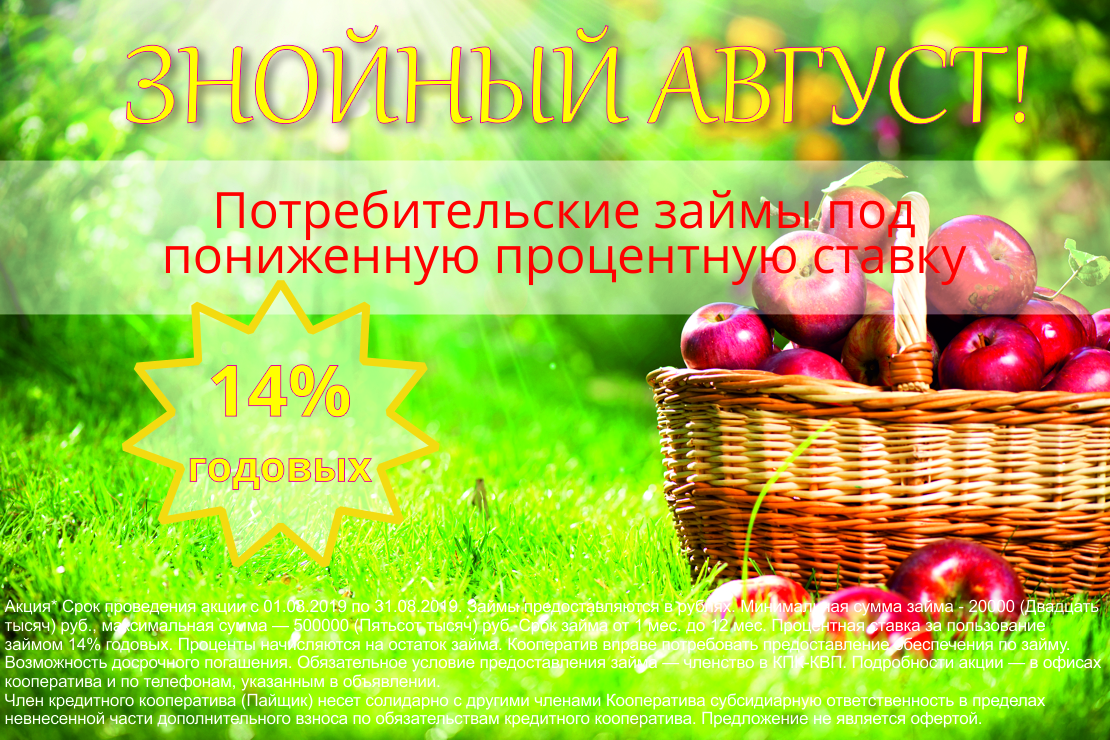 ЗНОЙНЫЙ АВГУСТ!
Потребительские займы под
пониженную процентную ставку
14%
годовых
Акция* Срок проведения акции с 01.08.2019 по 31.08.2019. Займы предоставляются в рублях. Минимальная сумма займа - 20000 (Двадцать
тысяч) руб., максимальная сумма — 500000 (Пятьсот тысяч) руб. Срок займа от 1 мес. до 12 мес. Процентная ставка за пользование
займом 14% годовых. Проценты начисляются на остаток займа. Кооператив вправе потребовать предоставление обеспечения по займу.
Возможность досрочного погашения. Обязательное условие предоставления займа — членство в КПК-КВП. Подробности акции — в офисах
кооператива и по телефонам, указанным в объявлении.
Член кредитного кооператива (Пайщик) несет солидарно с другими членами Кооператива субсидиарную ответственность в пределах
невнесенной части дополнительного взноса по обязательствам кредитного кооператива. Предложение не является офертой.